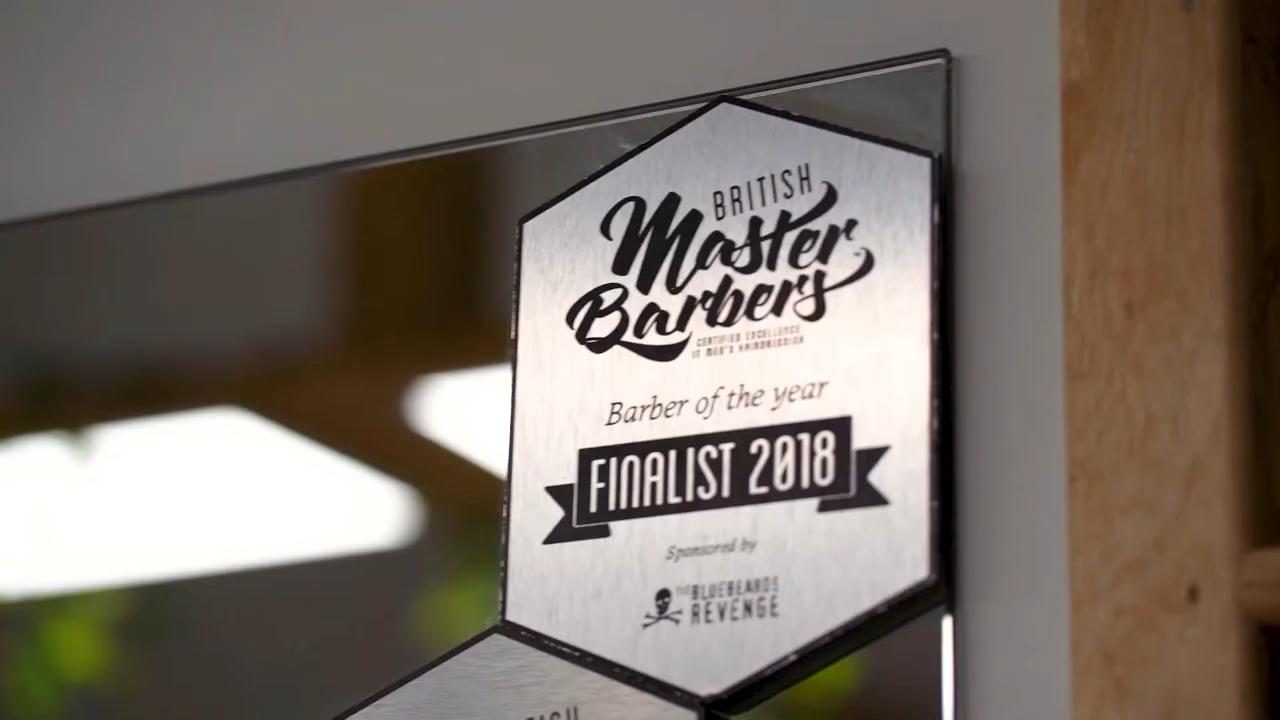 BRITISH
Master
Barbers
CERTIFIED EXCELLENCE
IN MEN'S HAIRDRESSING
Barber of the year
FINALIST 2018
Sponsored by
THE BLUEBEARDS
REVENGE